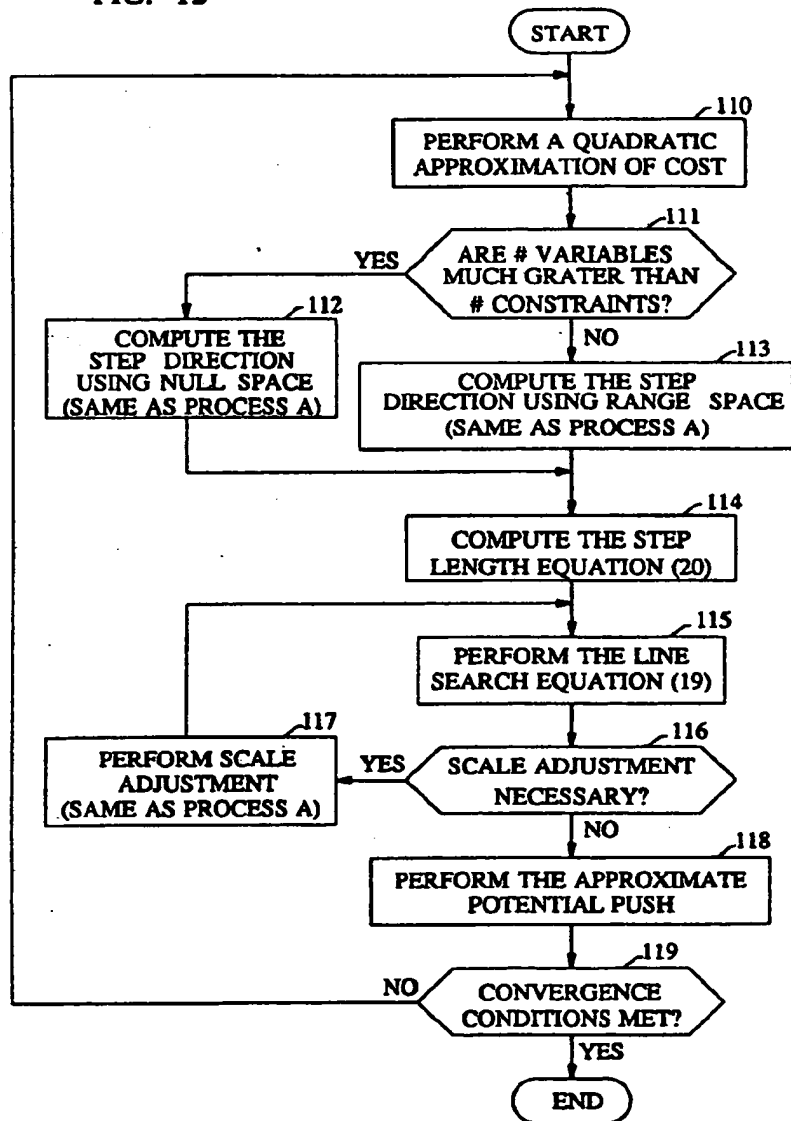 START
110
PERFORM A QUADRATIC
APPROXIMATION OF COST
111
ARE # VARIABLES
MUCH GRATER THAN
# CONSTRAINTS?
YES
NO
112
COMPUTE THE
STEP DIRECTION
USING NULL SPACE
(SAME AS PROCESS A)
113
COMPUTE THE STEP
DIRECTION USING RANGE SPACE
(SAME AS PROCESS A)
114
COMPUTE THE STEP
LENGTH EQUATION (20)
115
PERFORM THE LINE
SEARCH EQUATION (19)
116
SCALE ADJUSTMENT
NECESSARY?
YES
117
PERFORM SCALE
ADJUSTMENT
(SAME AS PROCESS A)
NO
118
PERFORM THE APPROXIMATE
POTENTIAL PUSH
119
CONVERGENCE
CONDITIONS MET?
NO
YES
END